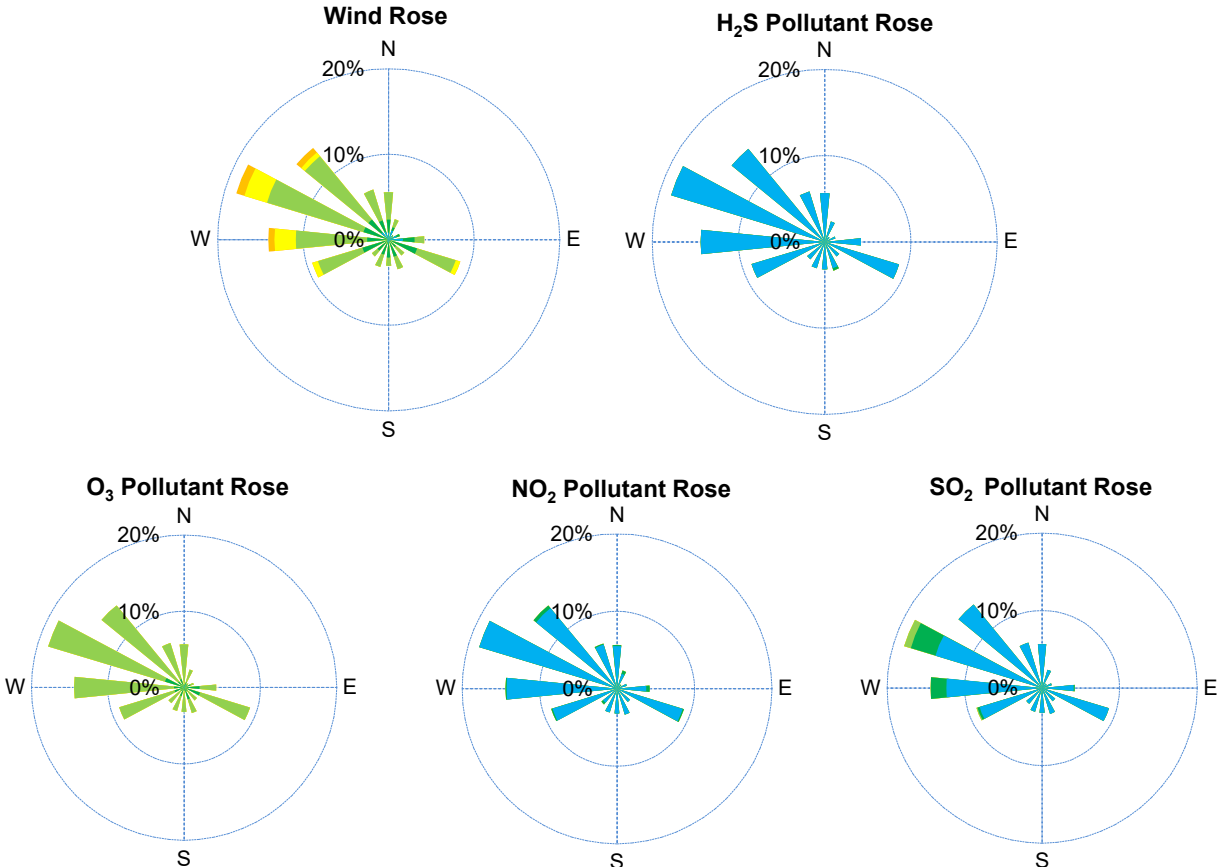 Wind Rose
N
20%
10%
0%
W
E
S
H₂S Pollutant Rose
N
20%
10%
0%
W
E
S
O₃ Pollutant Rose
N
20%
10%
0%
W
E
S
NO₂ Pollutant Rose
N
20%
10%
0%
W
E
S
SO₂ Pollutant Rose
N
20%
10%
0%
W
E
S